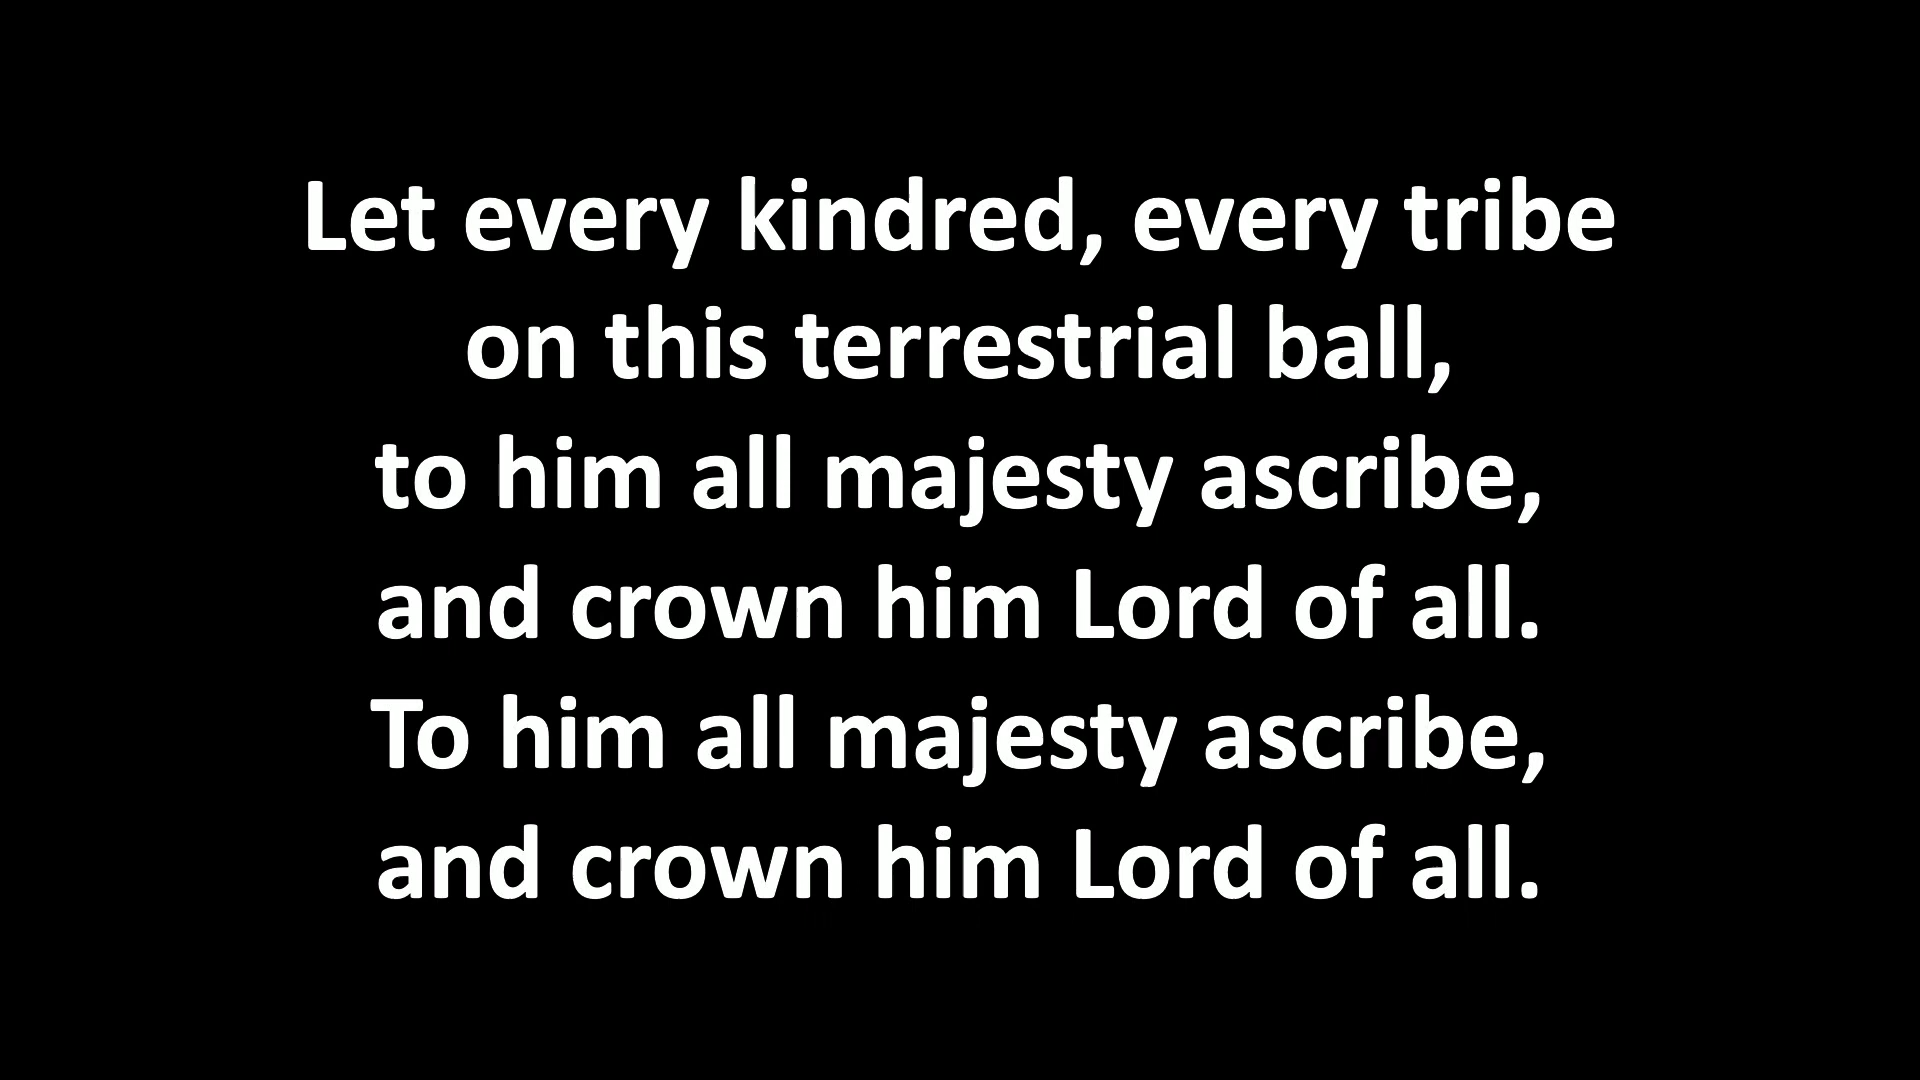 Let every kindred, every tribe
on this terrestrial ball,
to him all majesty ascribe,
and crown him Lord of all.
To him all majesty ascribe,
and crown him Lord of all.